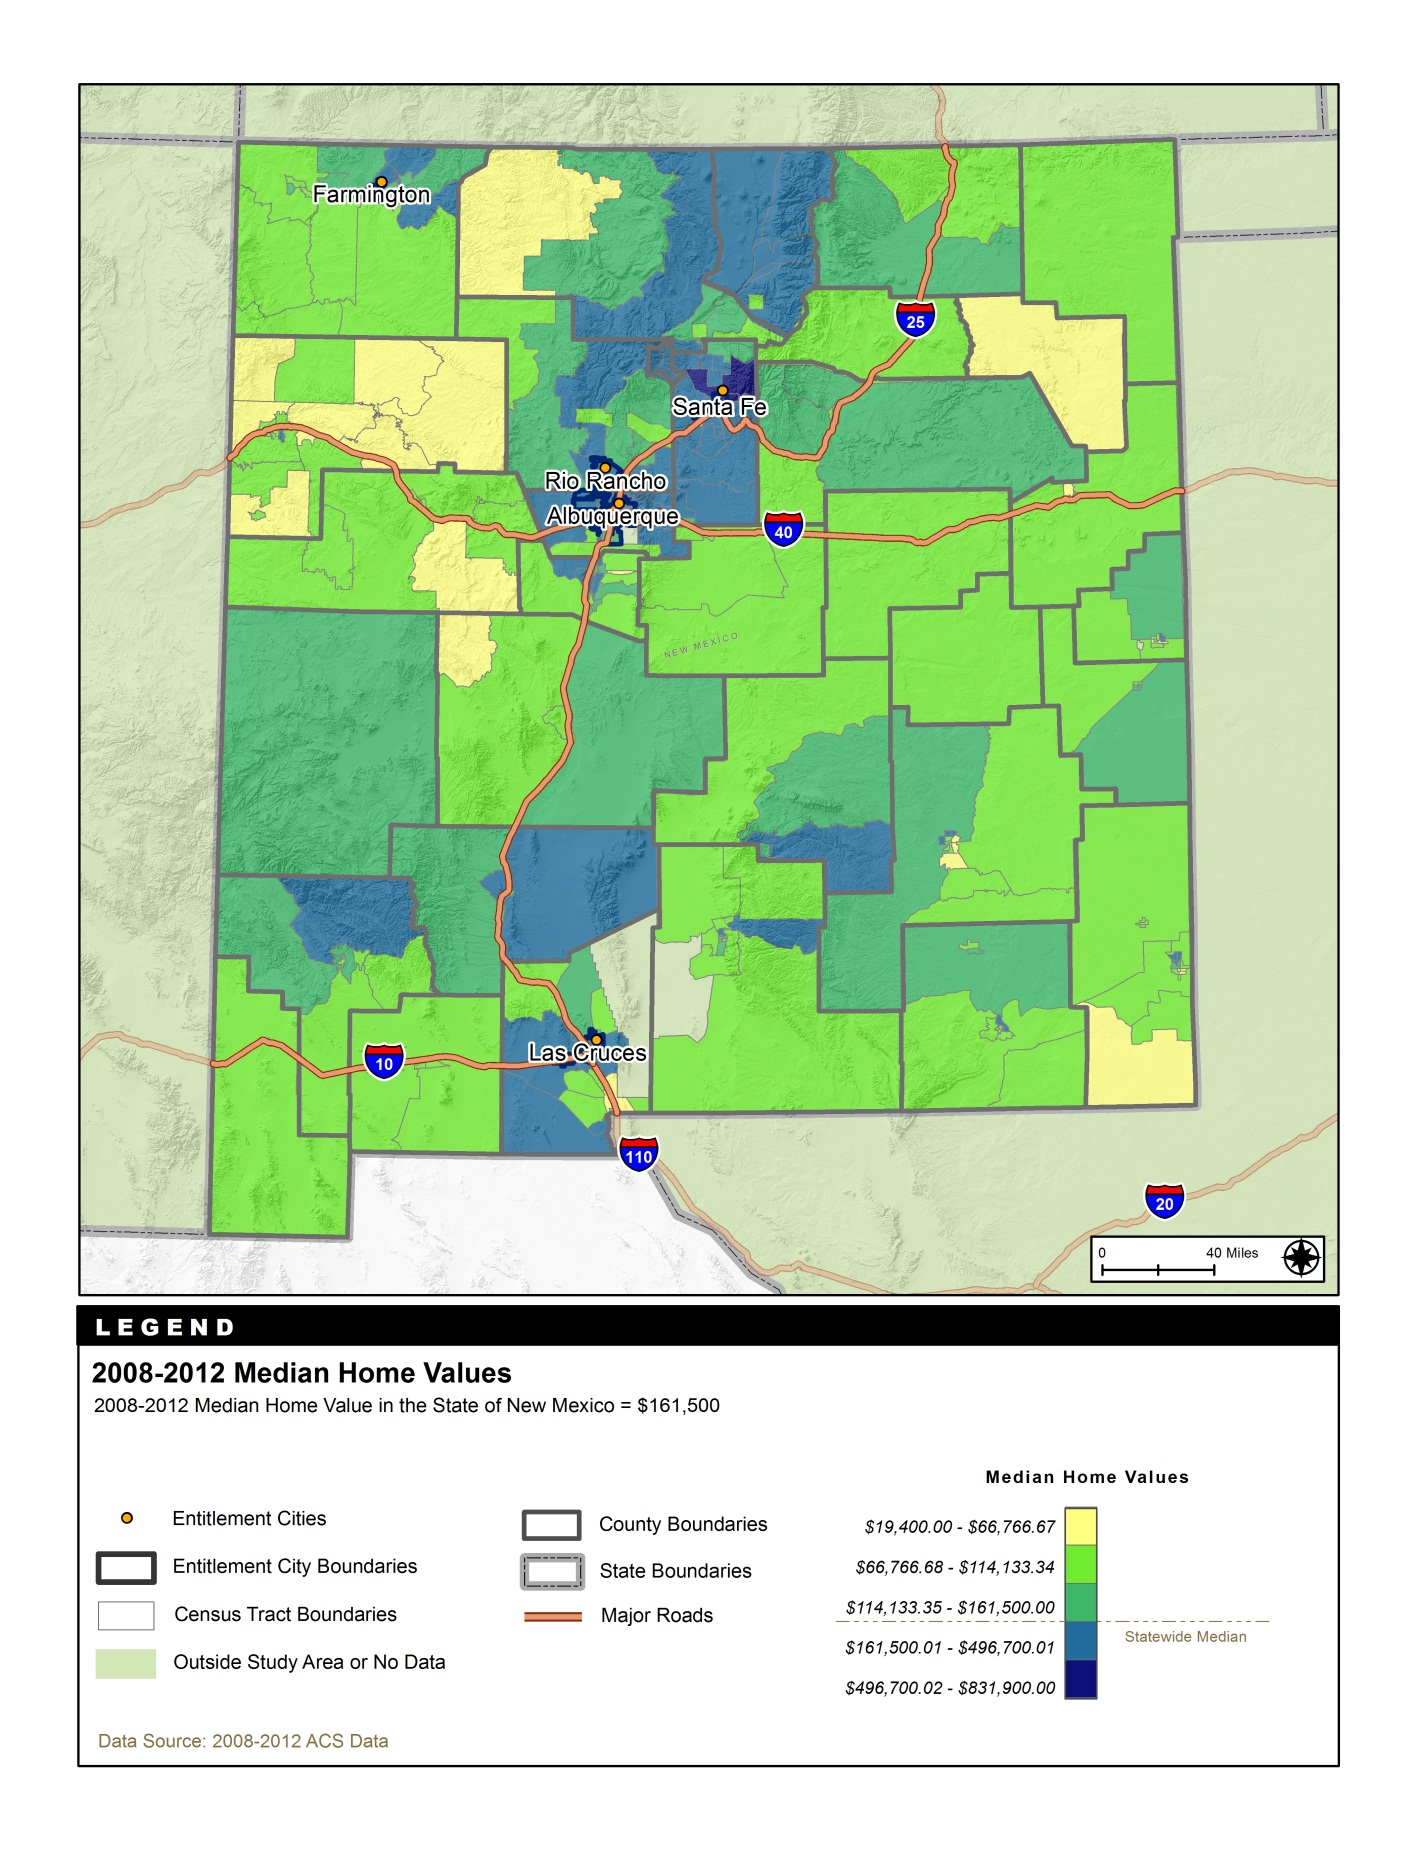 Farmington
25
Santa Fe
Rio Rancho
Albuquerque
40
NEW MEXICO
Las Cruces
10
110
20
0 40 Miles
LEGEND
2008-2012 Median Home Values
2008-2012 Median Home Value in the State of New Mexico = $161,500
Median Home Values
Entitlement Cities
Entitlement City Boundaries
Census Tract Boundaries
Outside Study Area or No Data
County Boundaries
State Boundaries
Major Roads
$19,400.00 - $66,766.67
$66,766.68 - $114,133.34
$114,133.35 - $161,500.00
Statewide Median
$161,500.01 - $496,700.01
$496,700.02 - $831,900.00
Data Source: 2008-2012 ACS Data